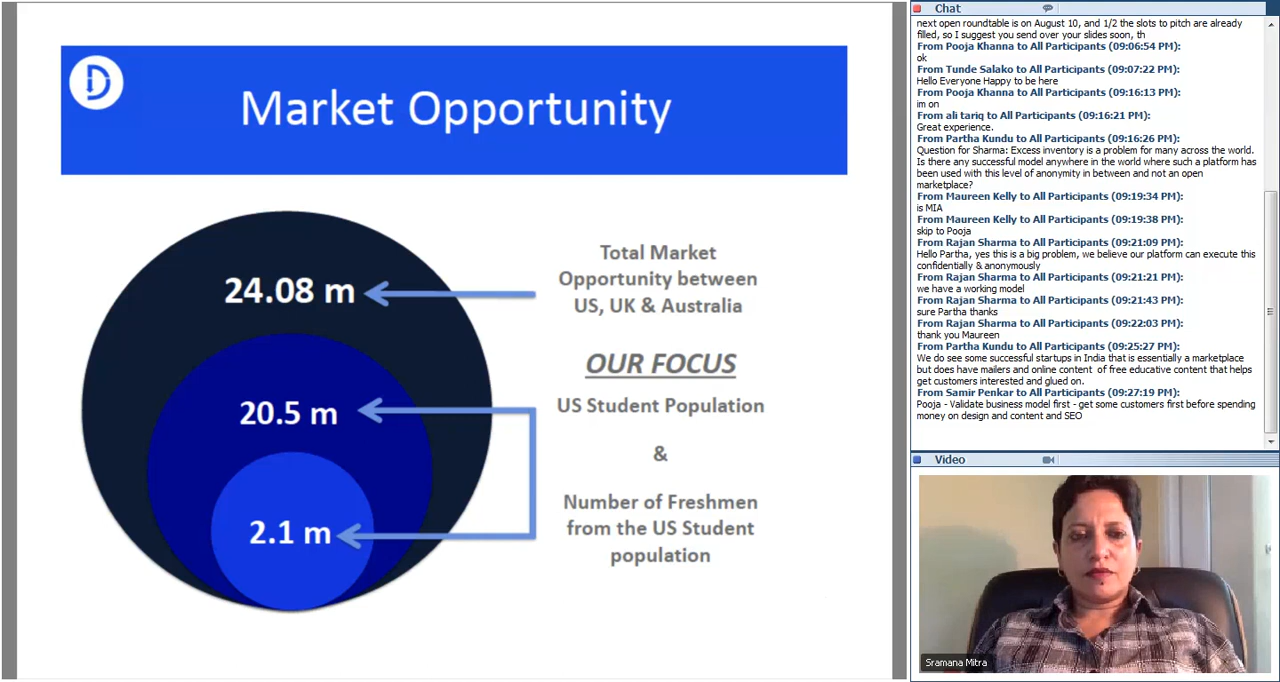 Market Opportunity
24.08 m
Total Market
Opportunity between
US, UK & Australia
OUR FOCUS
20.5 m
US Student Population
&
2.1 m
Number of Freshmen
from the US Student
population
Chat
next open roundtable is on August 10, and 1/2 the slots to pitch are already
filled, so I suggest you send over your slides soon, th
From Pooja Khanna to All Participants (09:06:54 PM):
ok
From Tunde Salako to All Participants (09:07:22 PM):
Hello Everyone Happy to be here
From Pooja Khanna to All Participants (09:16:13 PM):
im on
From ali tariq to All Participants (09:16:21 PM):
Great experience.
From Partha Kundu to All Participants (09:16:26 PM):
Question for Sharma: Excess inventory is a problem for many across the world.
Is there any successful model anywhere in the world where such a platform has
been used with this level of anonymity in between and not an open
marketplace?
From Maureen Kelly to All Participants (09:19:34 PM):
is MIA
From Maureen Kelly to All Participants (09:19:38 PM):
skip to Pooja
From Rajan Sharma to All Participants (09:21:09 PM):
Hello Partha, yes this is a big problem, we believe our platform can execute this
confidentially & anonymously
From Rajan Sharma to All Participants (09:21:21 PM):
we have a working model
From Rajan Sharma to All Participants (09:21:43 PM):
sure Partha thanks
From Rajan Sharma to All Participants (09:22:03 PM):
thank you Maureen
From Partha Kundu to All Participants (09:25:27 PM):
We do see some successful startups in India that is essentially a marketplace
but does have mailers and online content of free educative content that helps
get customers interested and glued on.
From Samir Penkar to All Participants (09:27:19 PM):
Pooja - Validate business model first - get some customers first before spending
money on design and content and SEO
Video
Sramana Mitra